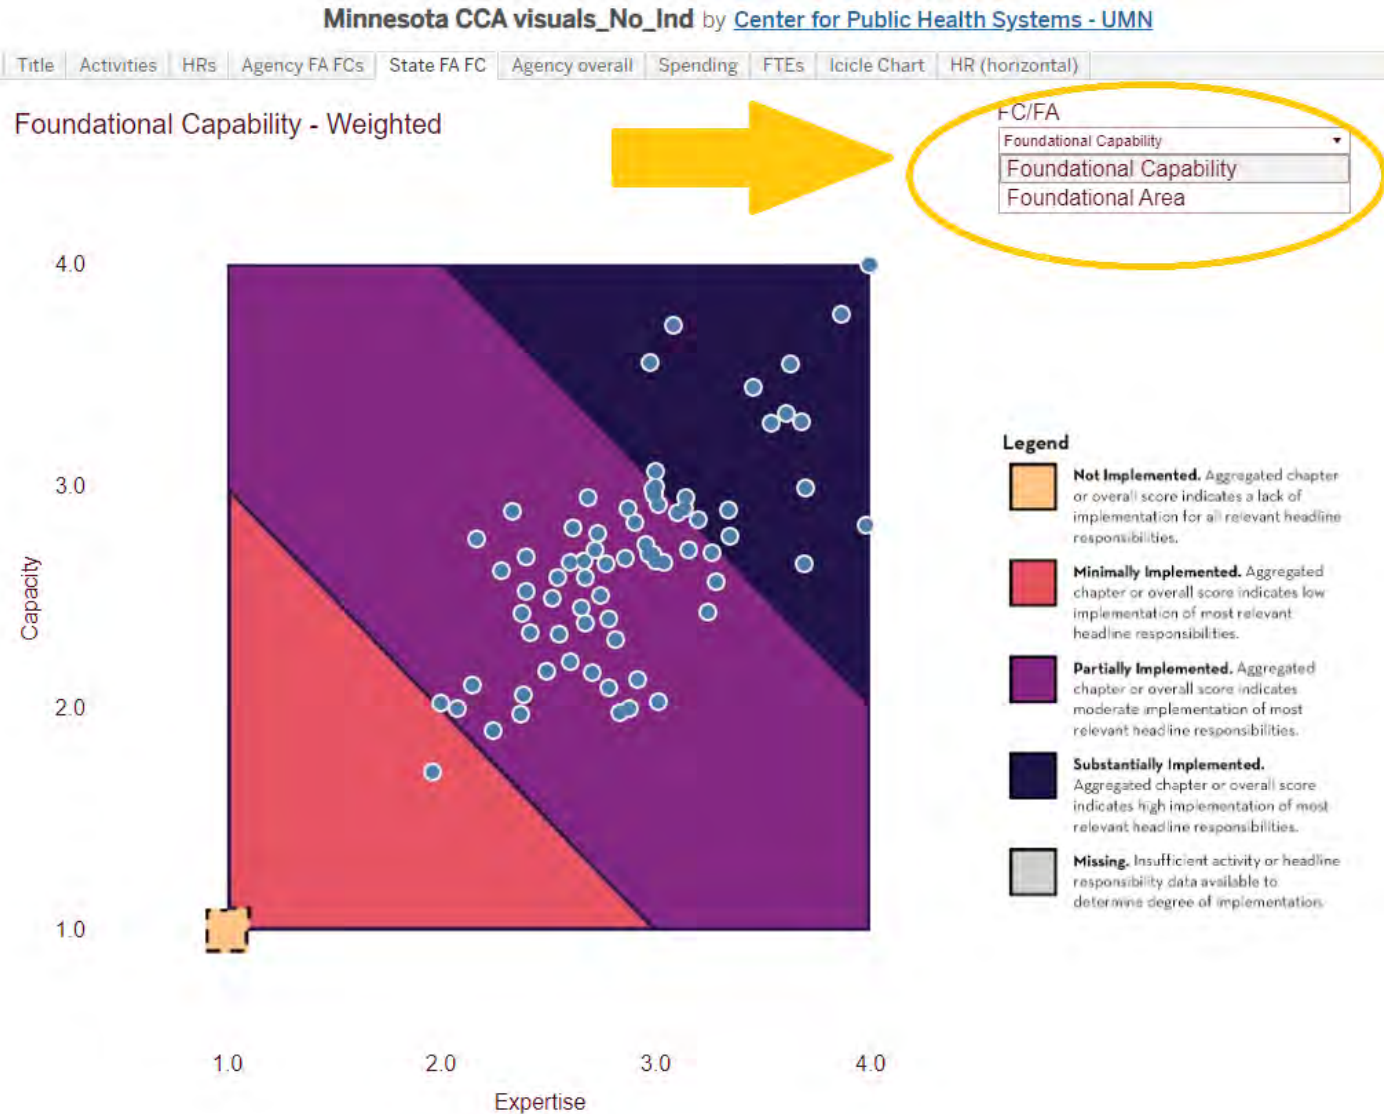 Minnesota CCA visuals_No_Ind by Center for Public Health Systems - UMN
Title Activities HRs Agency FA FCs State FA FC Agency overall Spending FTEs Icicle Chart HR (horizontal)
Foundational Capability - Weighted
FC/FA
Foundational Capability
Foundational Capability
Foundational Area
4.0
3.0
2.0
1.0
Capacity
1.0 2.0 3.0 4.0
Expertise
Legend
Not Implemented. Aggregated chapter
or overall score indicates a lack of
implementation for all relevant headline
responsibilities.
Minimally Implemented. Aggregated
chapter or overall score indicates low
implementation of most relevant
headline responsibilities.
Partially Implemented. Aggregated
chapter or overall score indicates
moderate implementation of most
relevant headline responsibilities.
Substantially Implemented.
Aggregated chapter or overall score
indicates high implementation of most
relevant headline responsibilities.
Missing. Insufficient activity or headline
responsibility data available to
determine degree of implementation.